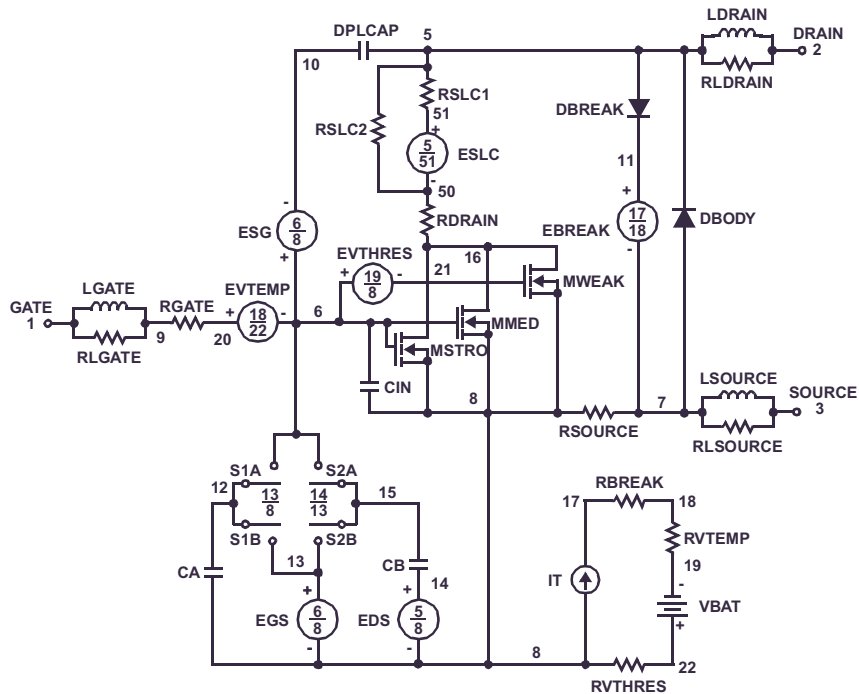 LDRAIN
DPLCAP
5
DRAIN
2
10
RLDRAIN
RSLC1
51
+
RSLC2
DBREAK
5
51
ESLC
-
50
11
+
-
6
8
ESG
+
RDRAIN
17
18
EBREAK
-
DBODY
16
EVTHRES
+
19
8
-
21
MWEAK
LGATE
GATE
1
RGATE
EVTEMP
+
18
22
-
6
MMED
9
20
RLGATE
MSTRO
CIN
LSOURCE
8
7
SOURCE
3
RSOURCE
RLSOURCE
S1A
S2A
12
13
8
14
13
15
RBREAK
17
18
S1B
S2B
RVTEMP
13
CB
CA
19
14
IT
-
+
+
VBAT
EGS
6
8
EDS
5
8
+
-
-
8
22
RVTHRES